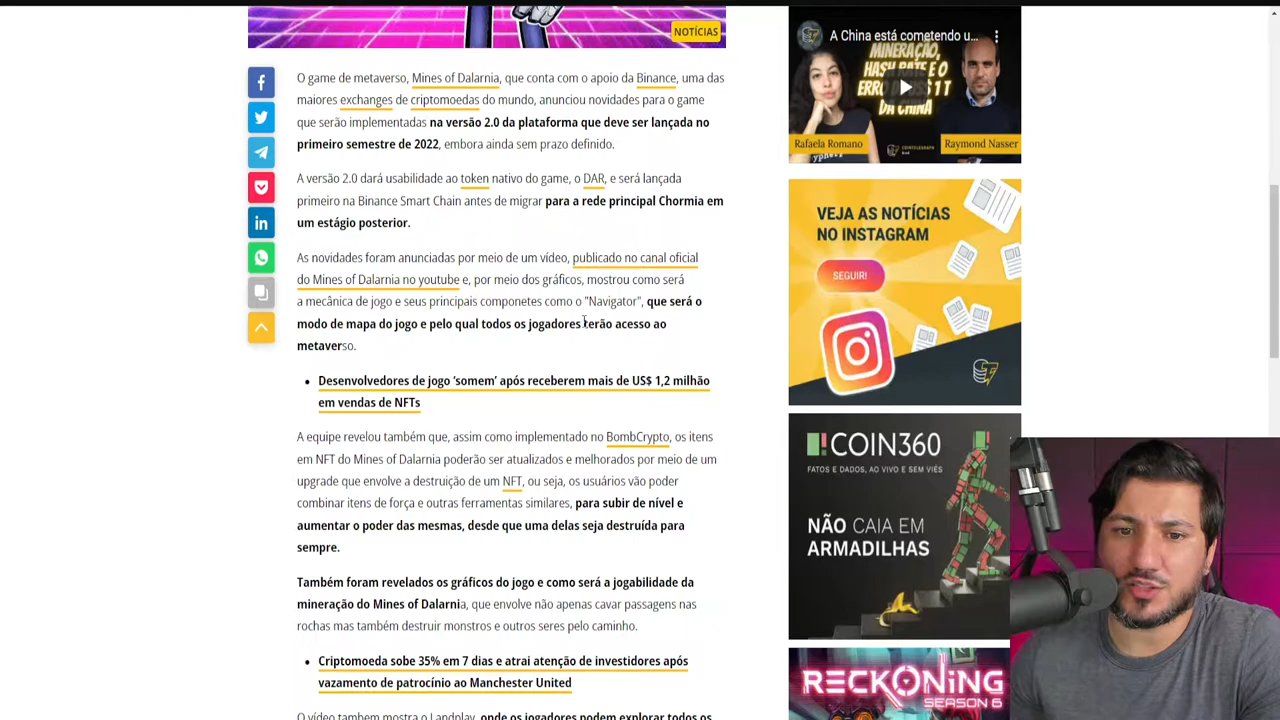 NOTÍCIAS
O game de metaverso, Mines of Dalarnia, que conta com o apoio da Binance, uma das
maiores exchanges de criptomoedas do mundo, anunciou novidades para o game
que serão implementadas na versão 2.0 da plataforma que deve ser lançada no
primeiro semestre de 2022, embora ainda sem prazo definido.
A versão 2.0 dará usabilidade ao token nativo do game, o DAR, e será lançada
primeiro na Binance Smart Chain antes de migrar para a rede principal Chormia em
um estágio posterior.
As novidades foram anunciadas por meio de um vídeo, publicado no canal oficial
do Mines of Dalarnia no youtube e, por meio dos gráficos, mostrou como será
a mecânica de jogo e seus principais componetes como o "Navigator", que será o
modo de mapa do jogo e pelo qual todos os jogadores terão acesso ao
metaverso.
• Desenvolvedores de jogo ‘somem’ após receberem mais de US$ 1,2 milhão
em vendas de NFTs
A equipe revelou também que, assim como implementado no BombCrypto, os itens
em NFT do Mines of Dalarnia poderão ser atualizados e melhorados por meio de um
upgrade que envolve a destruição de um NFT, ou seja, os usuários vão poder
combinar itens de força e outras ferramentas similares, para subir de nível e
aumentar o poder das mesmas, desde que uma delas seja destruída para
sempre.
Também foram revelados os gráficos do jogo e como será a jogabilidade da
mineração do Mines of Dalarnia, que envolve não apenas cavar passagens nas
rochas mas também destruir monstros e outros seres pelo caminho.
• Criptomoeda sobe 35% em 7 dias e atrai atenção de investidores após
vazamento de patrocínio ao Manchester United
O vídeo tambem mostra o Landplay, onde os jogadores podem explorar todos os
A China está cometendo u...
MINERAÇÃO,
HASH RATE E O
ERRO DE US$ 1 T
DA CHINA
Rafaela Romano
Raymond Nasser
VEJA AS NOTÍCIAS
NO INSTAGRAM
SEGUIR!
COIN360
FATOS E DADOS, AO VIVO E SEM VIÉS
NÃO CAIA EM
ARMADILHAS
RECKONING
SEASON 6